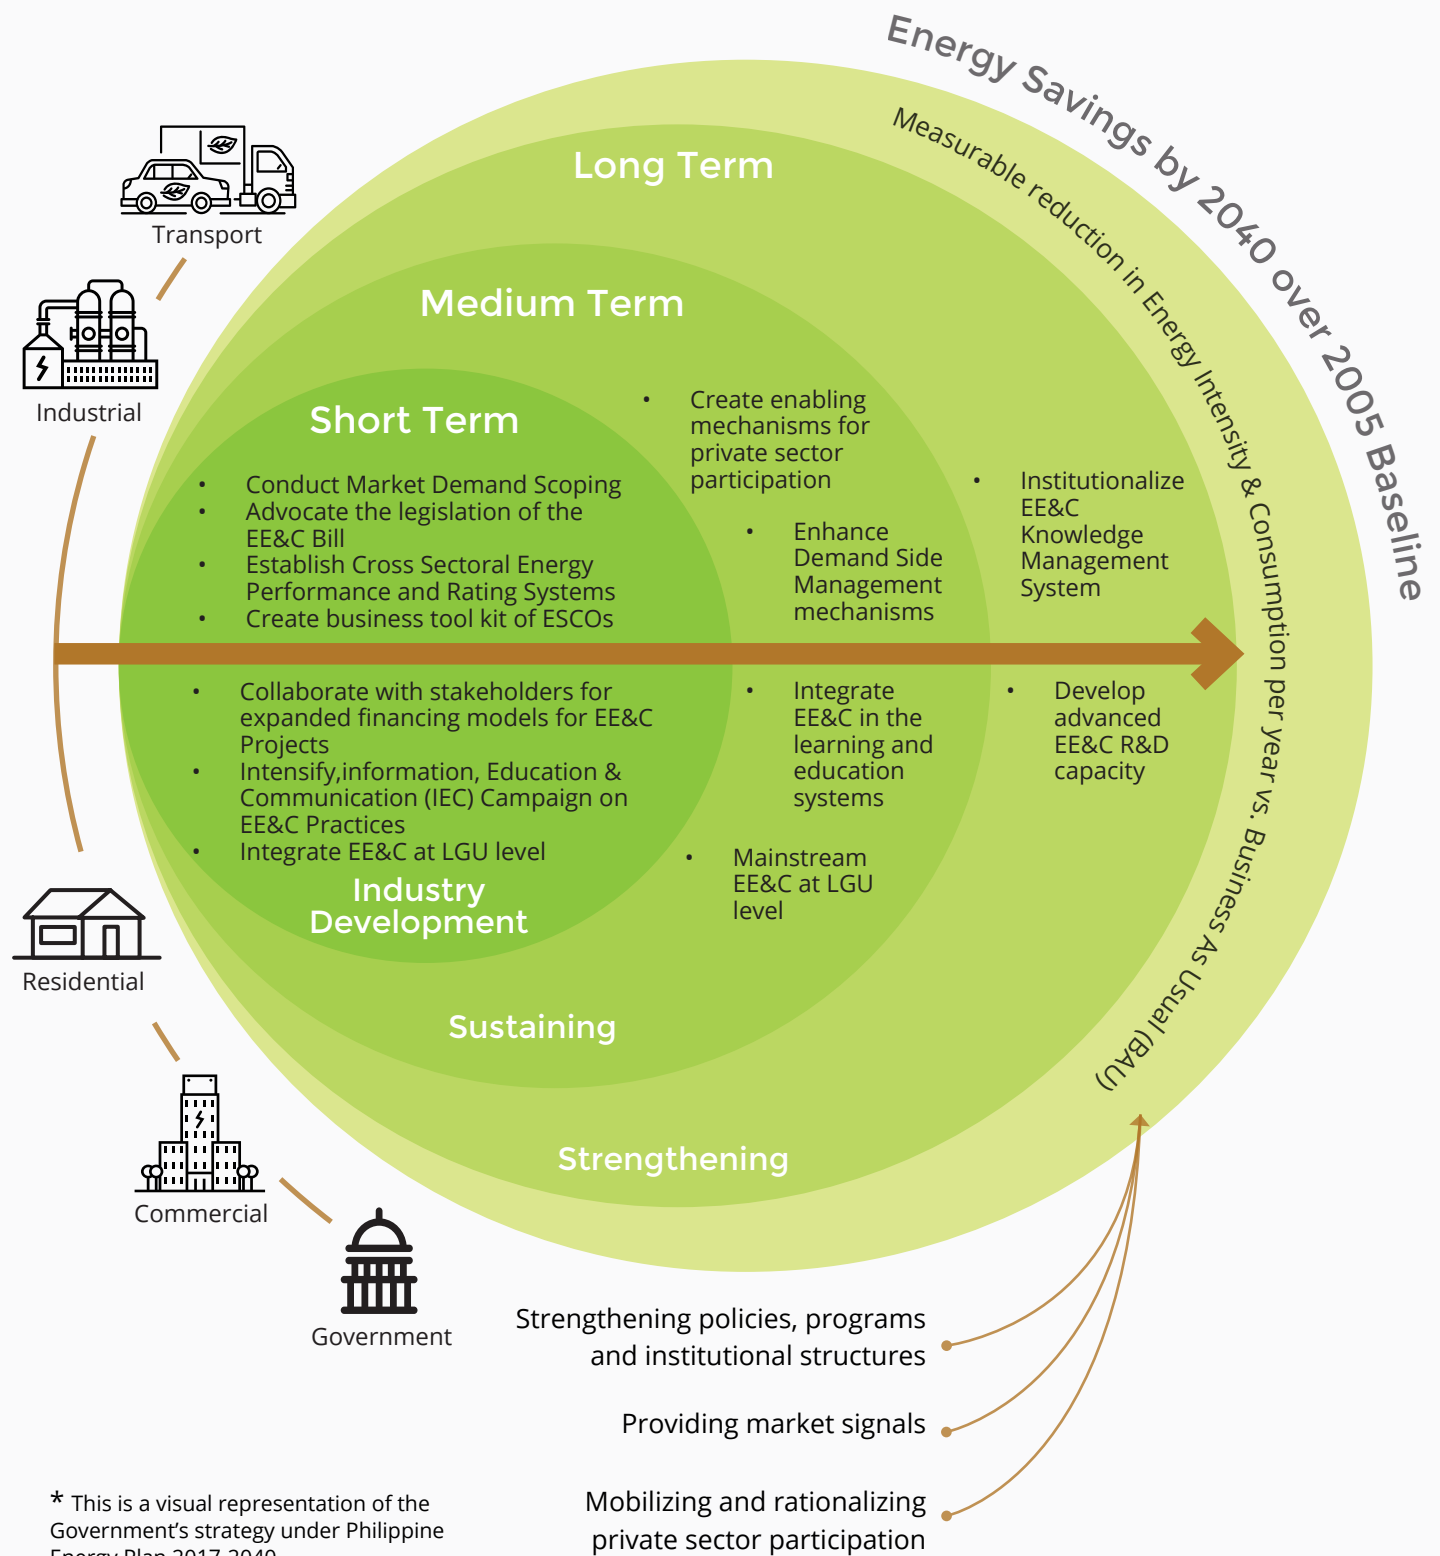 Energy Savings by 2040 over 2005 Baseline
Measurable reduction in Energy Intensity & Consumption per year vs. Business As Usual (BAU)
Transport
Industrial
Residential
Commercial
Government
Long Term
Medium Term
Short Term
• Conduct Market Demand Scoping
• Advocate the legislation of the
EE&C Bill
• Establish Cross Sectoral Energy
Performance and Rating Systems
• Create business tool kit of ESCOs
• Collaborate with stakeholders for
expanded financing models for EE&C
Projects
• Intensify,information, Education &
Communication (IEC) Campaign on
EE&C Practices
• Integrate EE&C at LGU level
Industry
Development
• Create enabling
mechanisms for
private sector
participation
• Enhance
Demand Side
Management
mechanisms
• Integrate
EE&C in the
learning and
education
systems
• Mainstream
EE&C at LGU
level
Sustaining
• Institutionalize
EE&C
Knowledge
Management
System
• Develop
advanced
EE&C R&D
capacity
Strengthening
Strengthening policies, programs
and institutional structures
Providing market signals
Mobilizing and rationalizing
private sector participation
* This is a visual representation of the
Government’s strategy under Philippine
Energy Plan 2017-2040